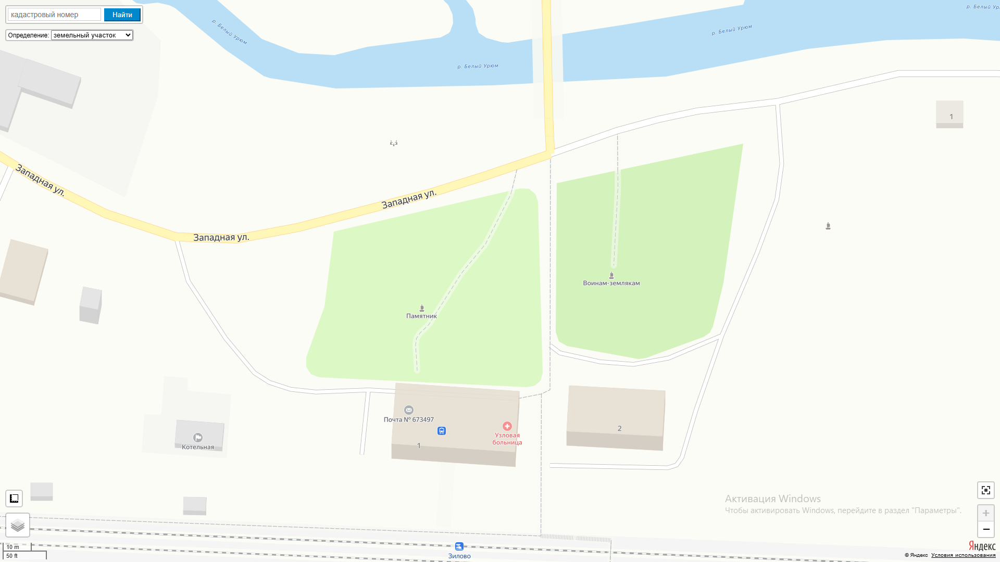 кадастровый номер
Найти
Определение: земельный участок
р. Белый Урюм
р. Белый Урюм
р. Белый Урюм
р. Белый Ур
1
Западная ул.
Западная ул.
Западная ул.
Воинам-землякам
Памятник
Почта № 673497
Узловая
больница
1
2
Котельная
Активация Windows
Чтобы активировать Windows, перейдите в раздел "Параметры".
10 m
50 ft
Зилово
Яндекс
© Яндекс Условия использования